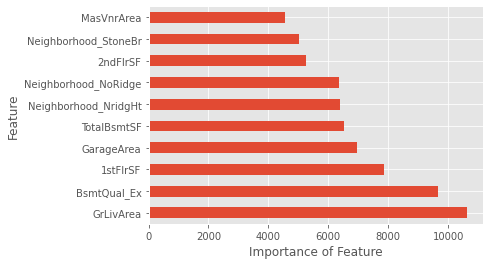 MasVnrArea
Neighborhood_StoneBr
2ndFlrSF
Neighborhood_NoRidge
Neighborhood_NridgHt
TotalBsmtSF
GarageArea
1stFlrSF
BsmtQual_Ex
GrLivArea
Feature
0 2000 4000 6000 8000 10000
Importance of Feature